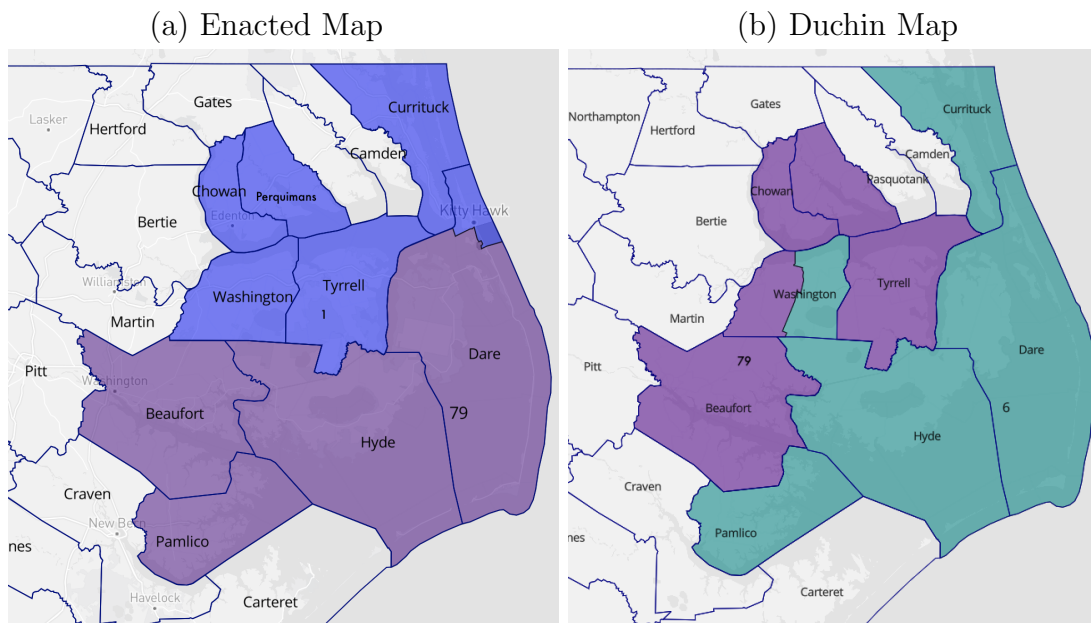 (a) Enacted Map
(b) Duchin Map
Gates
Currituck
Lasker
Hertford
Camden
Chowan
Perquimans
Edenton
Kitty Hawk
Bertie
Williamston
Washington
Tyrrell
1
Martin
Dare
Pitt
Washington
Beaufort
79
Hyde
Craven
New Bern
Pamlico
nes
Havelock
Carteret
Gates
Currituck
Northampton
Hertford
Camden
Pasquotank
Chowan
Bertie
Tyrrell
Washington
Martin
Dare
79
Pitt
Beaufort
6
Hyde
Craven
Pamlico
nes
Carteret